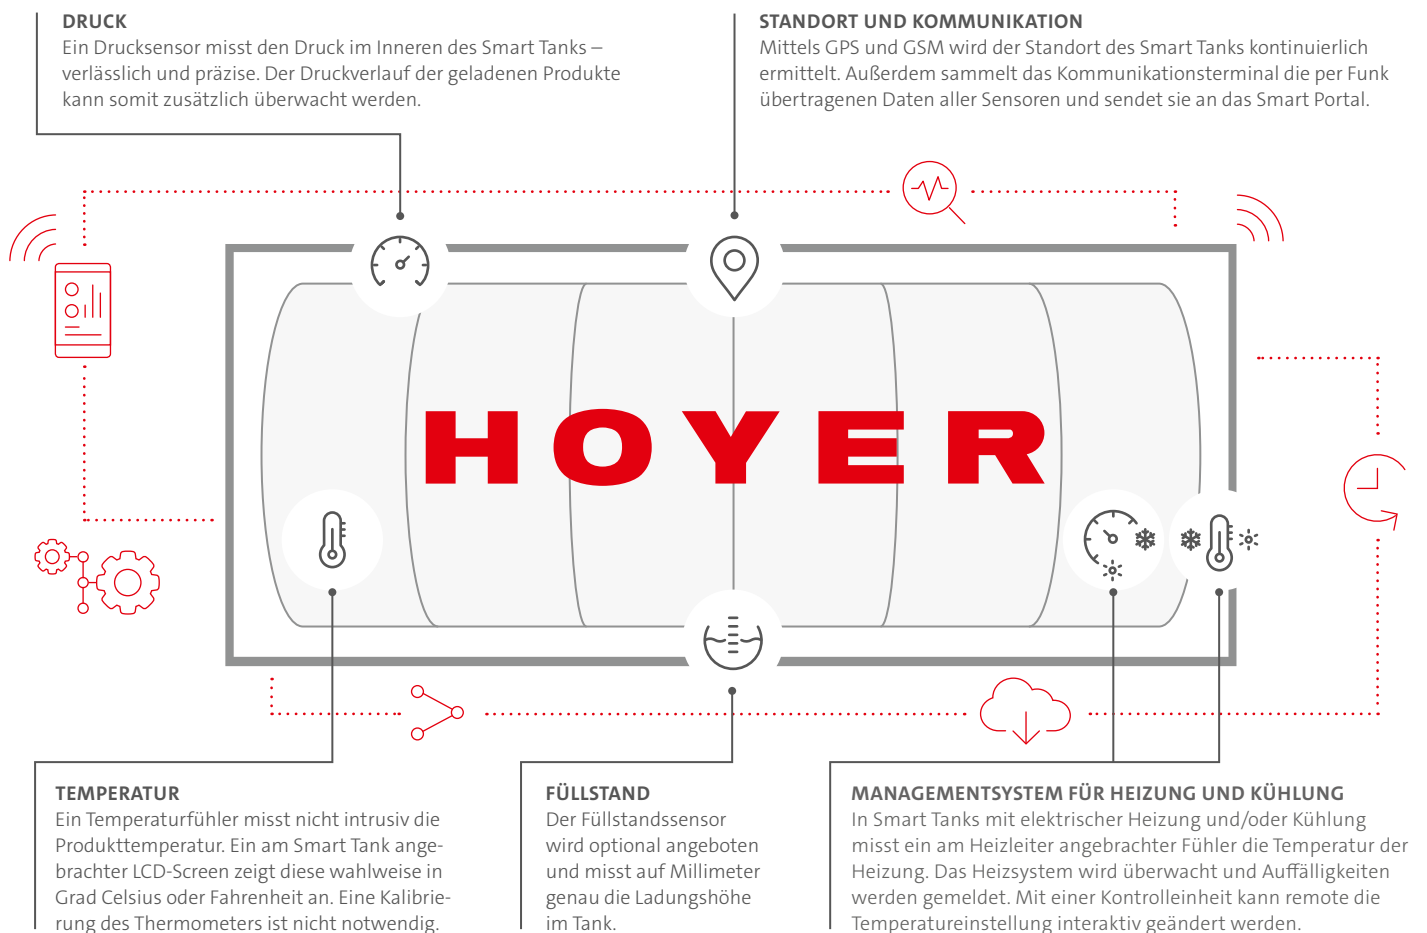 DRUCK
Ein Drucksensor misst den Druck im Inneren des Smart Tanks –
verlässlich und präzise. Der Druckverlauf der geladenen Produkte
kann somit zusätzlich überwacht werden.
STANDORT UND KOMMUNIKATION
Mittels GPS und GSM wird der Standort des Smart Tanks kontinuierlich
ermittelt. Außerdem sammelt das Kommunikationsterminal die per Funk
übertragenen Daten aller Sensoren und sendet sie an das Smart Portal.
HOYER
TEMPERATUR
Ein Temperaturfühler misst nicht intrusiv die
Produkttemperatur. Ein am Smart Tank ange-
brachter LCD-Screen zeigt diese wahlweise in
Grad Celsius oder Fahrenheit an. Eine Kalibrie-
rung des Thermometers ist nicht notwendig.
FÜLLSTAND
Der Füllstandssensor
wird optional angeboten
und misst auf Millimeter
genau die Ladungshöhe
im Tank.
MANAGEMENTSYSTEM FÜR HEIZUNG UND KÜHLUNG
In Smart Tanks mit elektrischer Heizung und/oder Kühlung
misst ein am Heizleiter angebrachter Fühler die Temperatur der
Heizung. Das Heizsystem wird überwacht und Auffälligkeiten
werden gemeldet. Mit einer Kontrolleinheit kann remote die
Temperatureinstellung interaktiv geändert werden.